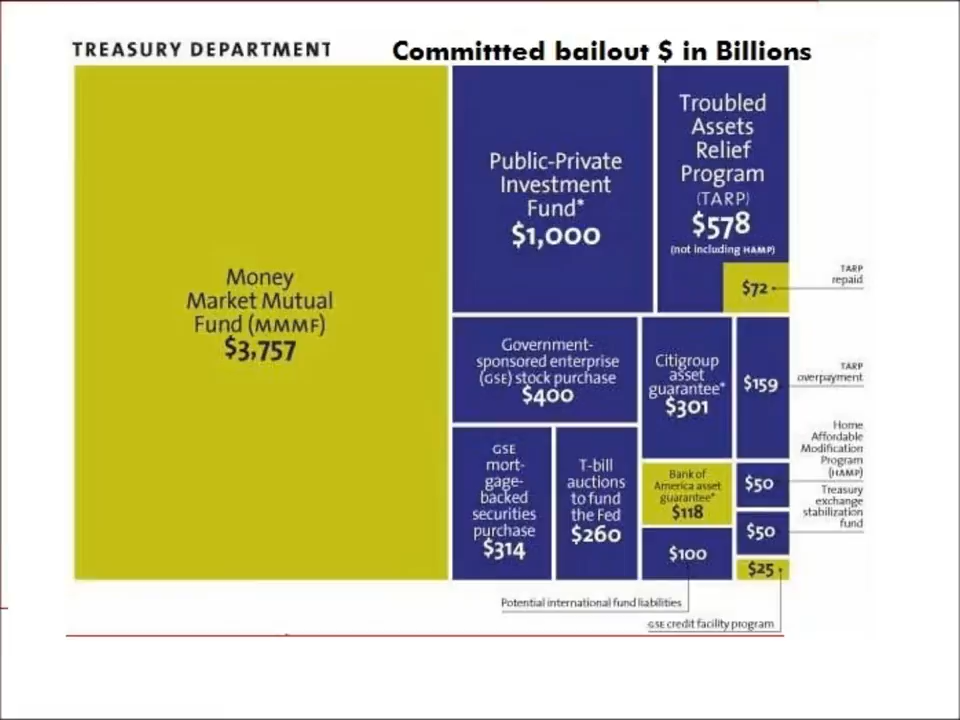 TREASURY DEPARTMENT
Committted bailout $ in Billions
Money
Market Mutual
Fund (MMMF)
$3,757
Public-Private
Investment
Fund*
$1,000
Troubled
Assets
Relief
Program
(TARP)
$578
(not including HAMP)
$72
TARP
repaid
Government-
sponsored enterprise
(GSE) stock purchase
$400
Citigroup
asset
guarantee*
$301
$159
TARP
overpayment
GSE
mort-
gage-
backed
securities
purchase
$314
T-bill
auctions
to fund
the Fed
$260
Bank of
America asset
guarantee*
$118
$100
Potential international fund liabilities
$50
Home
Affordable
Modification
Program
(HAMP)
$50
Treasury
exchange
stabilization
fund
$25
GSE credit facility program